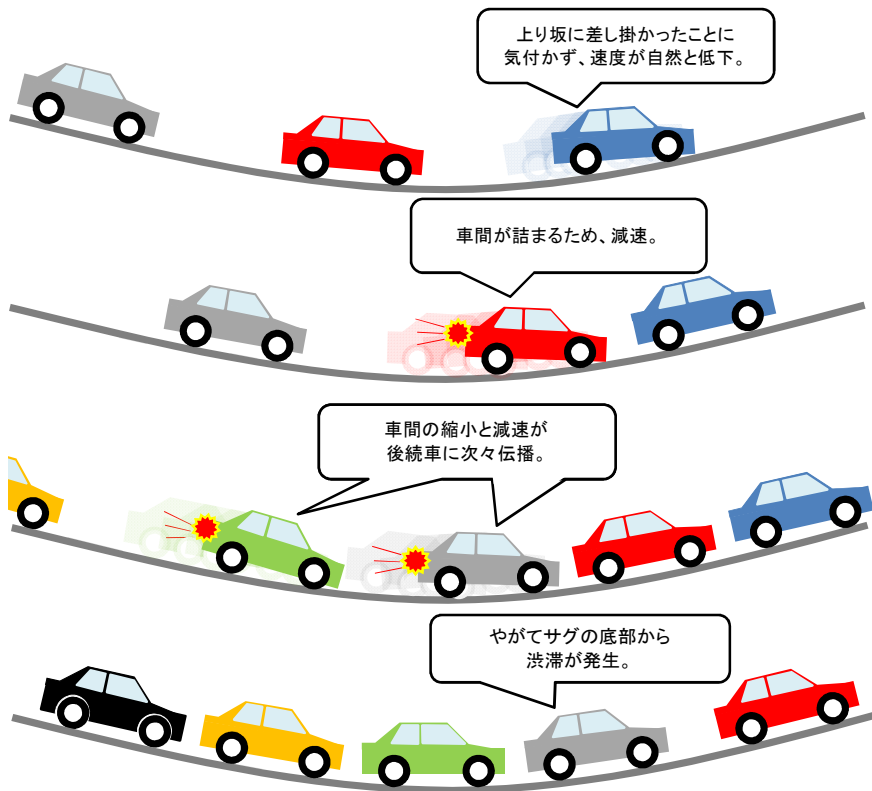 上り坂に差し掛かったことに
気付かず、速度が自然と低下。
車間が詰まるため、減速。
車間の縮小と減速が
後続車に次々伝播。
やがてサグの底部から
渋滞が発生。